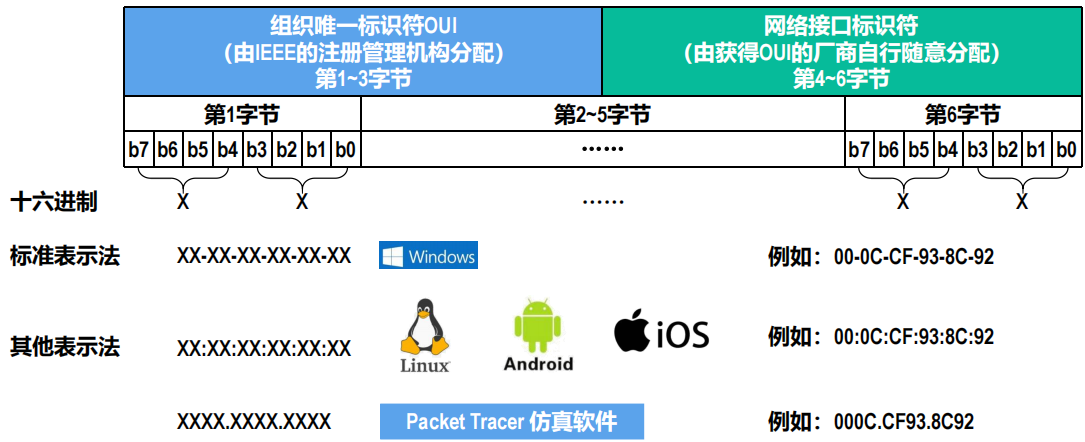 组织唯一标识符OUI
（由IEEE的注册管理机构分配）
第1~3字节
网络接口标识符
（由获得OUI的厂商自行随意分配）
第4~6字节
第1字节
第2~5字节
第6字节
b7 b6 b5 b4 b3 b2 b1 b0
······
b7 b6 b5 b4 b3 b2 b1 b0
十六进制 X X ······ X X
标准表示法 XX-XX-XX-XX-XX-XX Windows 例如：00-0C-CF-93-8C-92
其他表示法 XX:XX:XX:XX:XX:XX Linux Android iOS 例如：00:0C:CF:93:8C:92
XXXX.XXXX.XXXX Packet Tracer 仿真软件 例如：000C.CF93.8C92